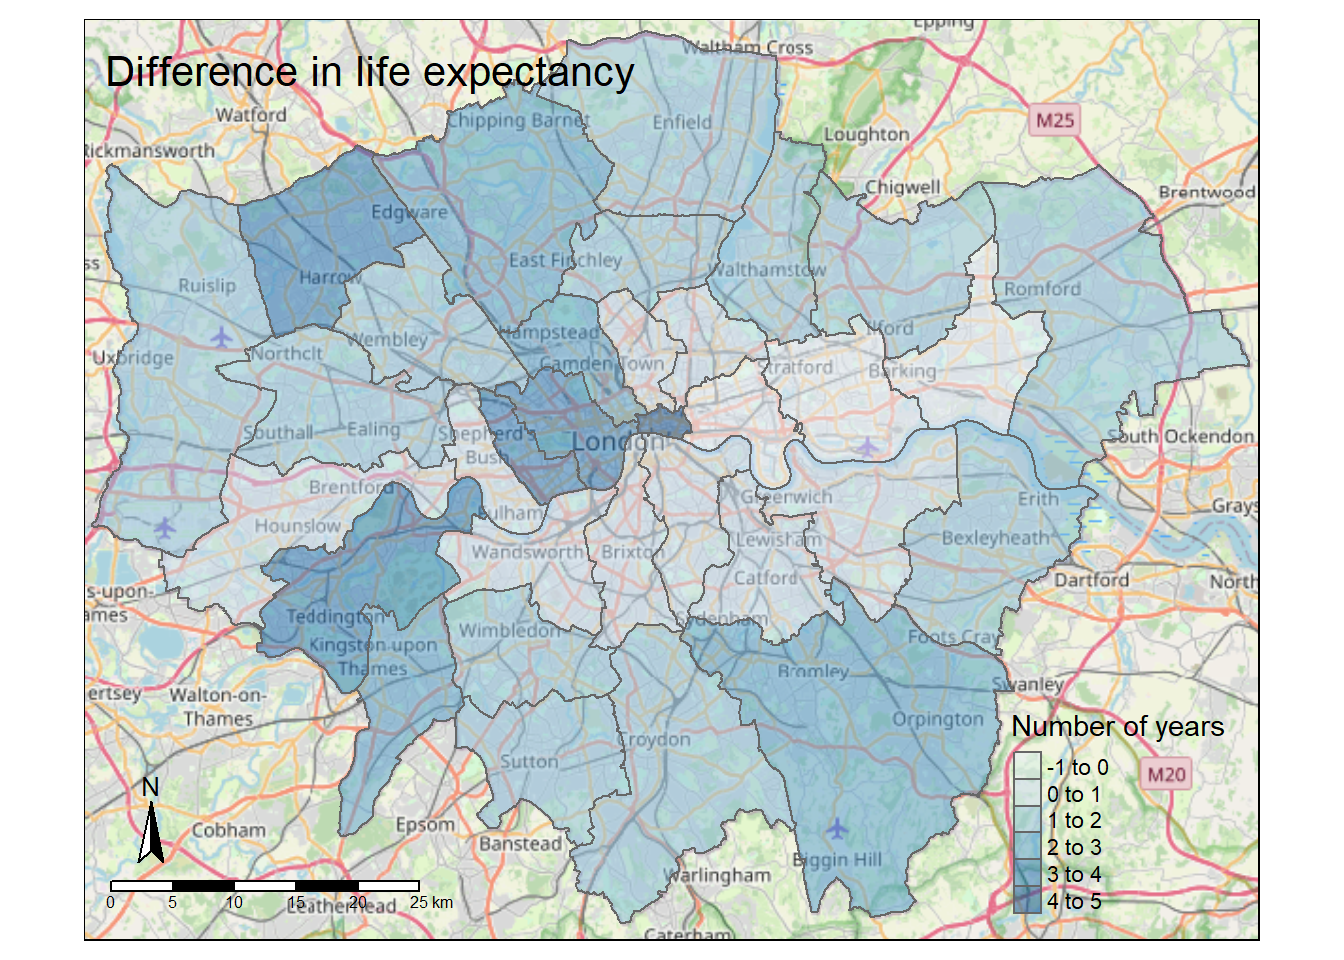 Epping
Waltham Cross
Difference in life expectancy
Watford
Chipping Barnet
Enfield
M25
Loughton
Rickmansworth
Chigwell
Brentwood
Edgware
East Finchley
Walthamstow
ss
Ruislip
Harrow
Romford
Hampstead
Ilford
Wembley
Northolt
Uxbridge
Camden Town
Stratford
Barking
Southall
Ealing
Shepherd's
Bush
London
South Ockendon
Brentford
Greenwich
Erith
Grays
Hounslow
Fulham
Lewisham
Bexleyheath
Wandsworth
Brixton
Catford
Dartford
North
s-upon-
ames
Teddington
Sydenham
Wimbledon
Foots Cray
Kingston upon
Thames
Bromley
Swanley
ertsey
Walton-on-
Thames
Orpington
Number of years
Croydon
Sutton
M20
-1 to 0
0 to 1
1 to 2
2 to 3
3 to 4
4 to 5
N
Cobham
Epsom
Banstead
Biggin Hill
Warlingham
0 5 10 15 20 25 km
Leatherhead
Caterham